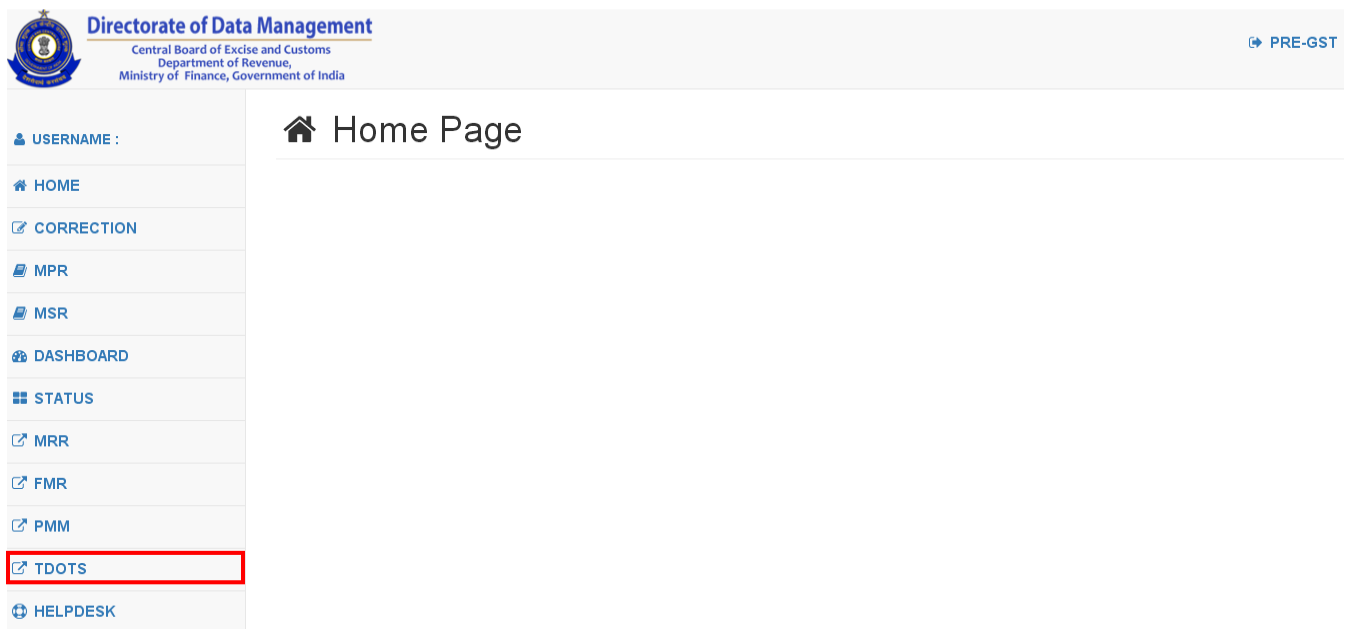 Directorate of Data Management
Central Board of Excise and Customs
Department of Revenue,
Ministry of Finance, Government of India
PRE-GST
USERNAME :
Home Page
HOME
CORRECTION
MPR
MSR
DASHBOARD
STATUS
MRR
FMR
PMM
TDOTS
HELPDESK